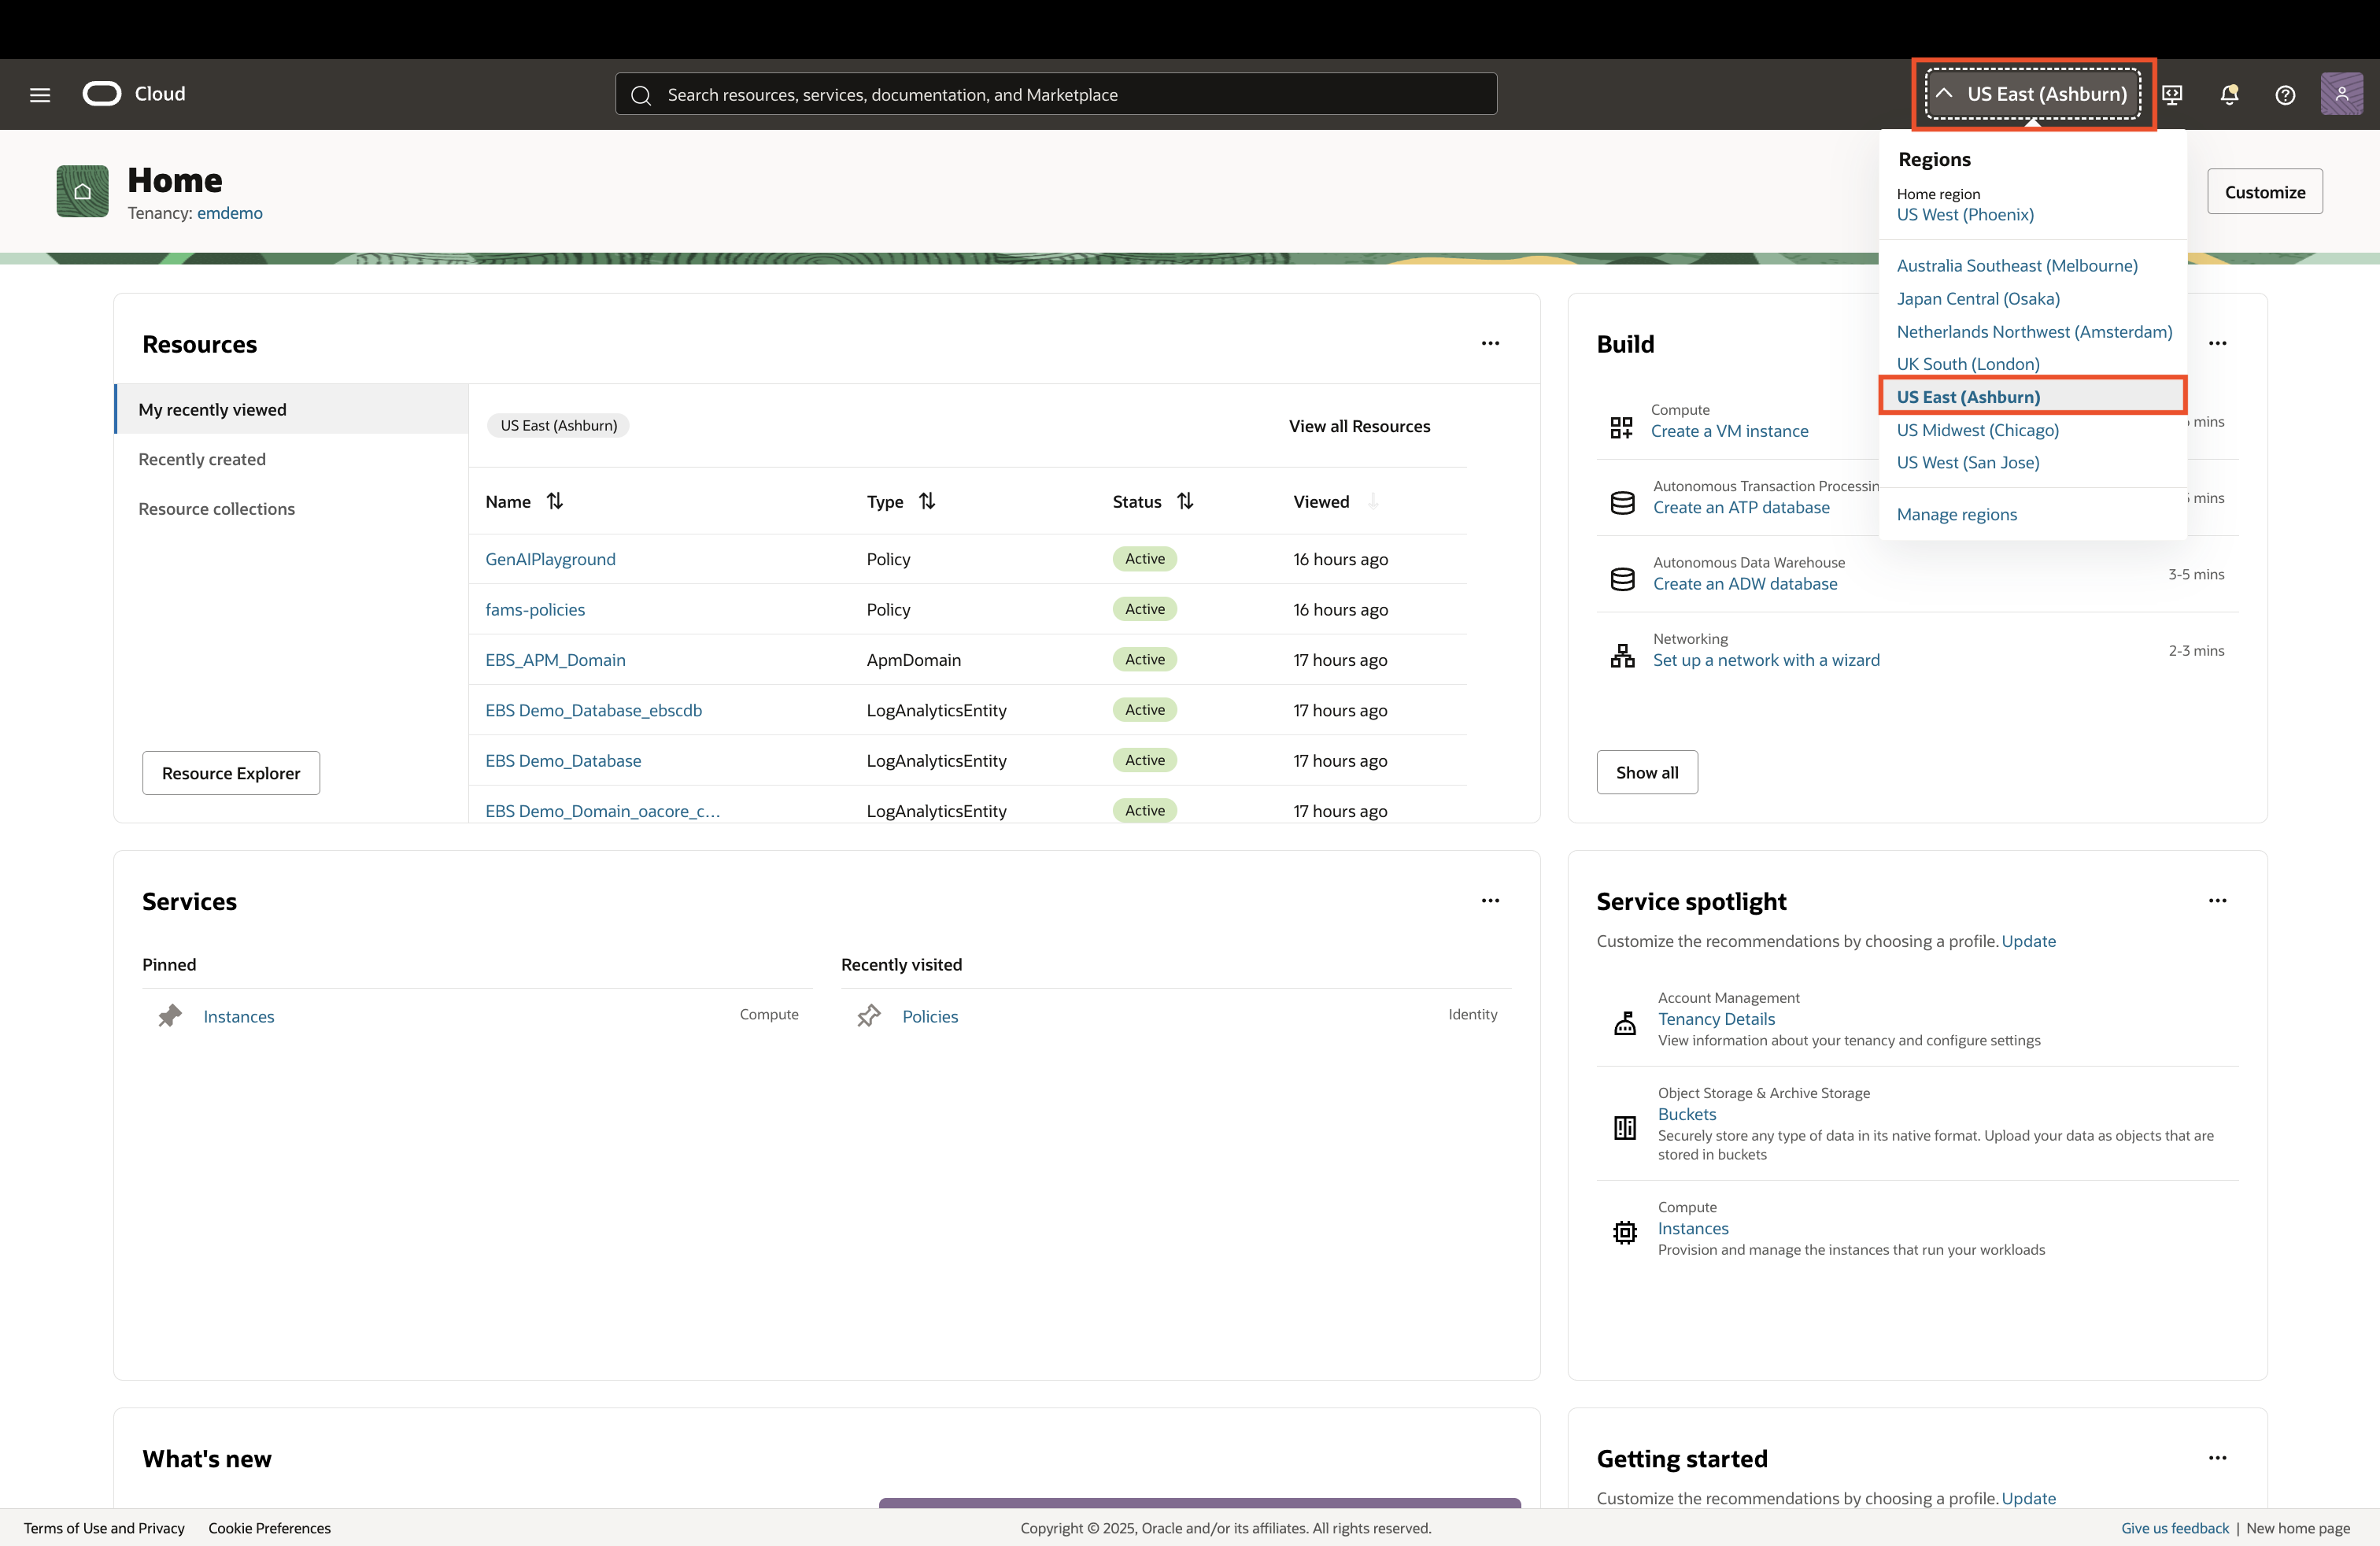 Cloud
Search resources, services, documentation, and Marketplace
US East (Ashburn)
Home
Tenancy: emdemo
Customize
Regions
Home region
US West (Phoenix)
Australia Southeast (Melbourne)
Japan Central (Osaka)
Netherlands Northwest (Amsterdam)
UK South (London)
US East (Ashburn)
US Midwest (Chicago)
US West (San Jose)
Manage regions
Resources
My recently viewed
Recently created
Resource collections
Resource Explorer
US East (Ashburn)
View all Resources
Name Type Status Viewed
GenAIPlayground Policy Active 16 hours ago
fams-policies Policy Active 16 hours ago
EBS_APM_Domain ApmDomain Active 17 hours ago
EBS Demo_Database_ebscdb LogAnalyticsEntity Active 17 hours ago
EBS Demo_Database LogAnalyticsEntity Active 17 hours ago
EBS Demo_Domain_oacore_c... LogAnalyticsEntity Active 17 hours ago
Build
Compute
Create a VM instance
mins
Autonomous Transaction Processin
Create an ATP database
mins
Autonomous Data Warehouse
Create an ADW database
3-5 mins
Networking
Set up a network with a wizard
2-3 mins
Show all
Services
Pinned
Instances Compute
Recently visited
Policies Identity
Service spotlight
Customize the recommendations by choosing a profile. Update
Account Management
Tenancy Details
View information about your tenancy and configure settings
Object Storage & Archive Storage
Buckets
Securely store any type of data in its native format. Upload your data as objects that are
stored in buckets
Compute
Instances
Provision and manage the instances that run your workloads
What's new
Getting started
Customize the recommendations by choosing a profile. Update
Terms of Use and Privacy Cookie Preferences
Copyright © 2025, Oracle and/or its affiliates. All rights reserved.
Give us feedback | New home page